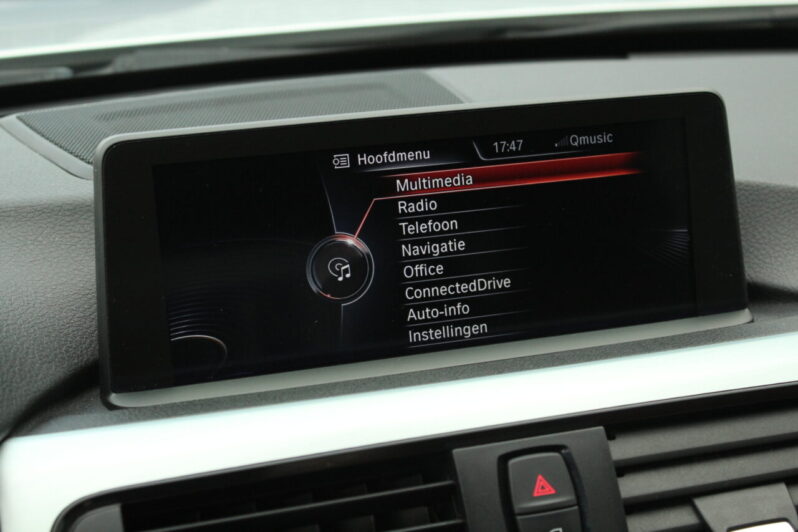 Hoofdmenu 17:47 Qmusic
Multimedia
Radio
Telefoon
Navigatie
Office
ConnectedDrive
Auto-info
Instellingen